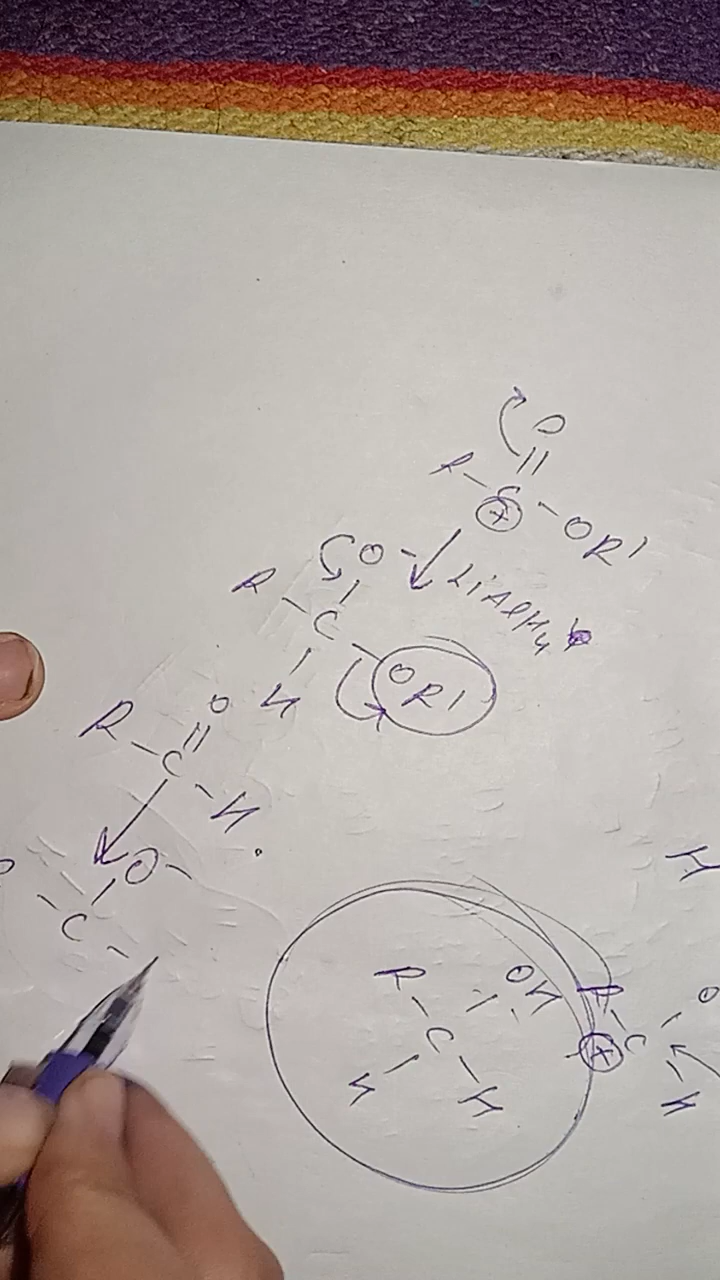 O
||
R - C - OR'
+
O -
LiAlH4
R - C - OR'
H
O
||
R - C - H
O -
- C -
H
R OH
C
H H
R O
+ C
- H